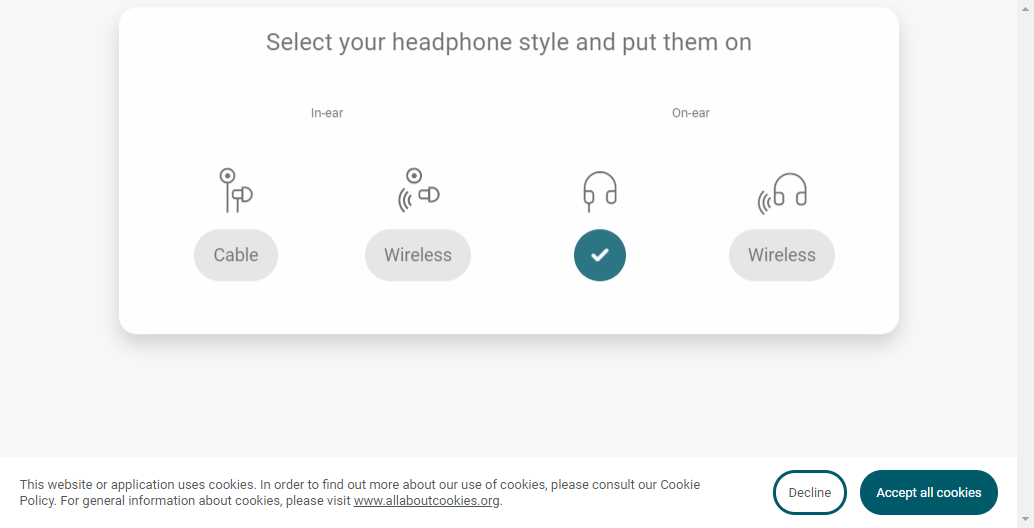 Select your headphone style and put them on
In-ear
On-ear
Cable
Wireless
Wireless
This website or application uses cookies. In order to find out more about our use of cookies, please consult our Cookie
Policy. For general information about cookies, please visit www.allaboutcookies.org.
Decline
Accept all cookies